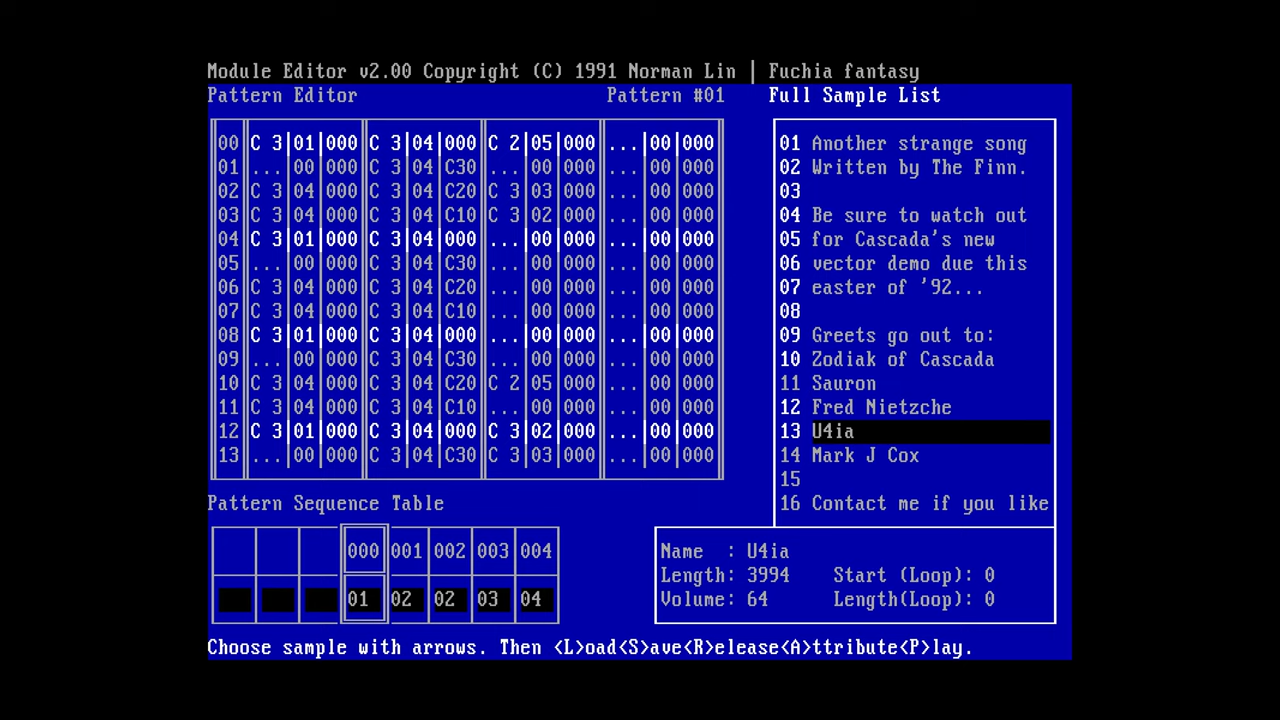 Module Editor v2.00 Copyright (C) 1991 Norman Lin | Fuchia fantasy
Pattern Editor Pattern #01
00 C 3|01|000 C 3|04|000 C 2|05|000 ...|00|000
01 ...|00|000 C 3|04|C30 ...|00|000 ...|00|000
02 C 3|04|000 C 3|04|C20 C 3|03|000 ...|00|000
03 C 3|04|000 C 3|04|C10 C 3|02|000 ...|00|000
04 C 3|01|000 C 3|04|000 ...|00|000 ...|00|000
05 ...|00|000 C 3|04|C30 ...|00|000 ...|00|000
06 C 3|04|000 C 3|04|C20 ...|00|000 ...|00|000
07 C 3|04|000 C 3|04|C10 ...|00|000 ...|00|000
08 C 3|01|000 C 3|04|000 ...|00|000 ...|00|000
09 ...|00|000 C 3|04|C30 ...|00|000 ...|00|000
10 C 3|04|000 C 3|04|C20 C 2|05|000 ...|00|000
11 C 3|04|000 C 3|04|C10 ...|00|000 ...|00|000
12 C 3|01|000 C 3|04|000 C 3|02|000 ...|00|000
13 ...|00|000 C 3|04|C30 C 3|03|000 ...|00|000
Full Sample List
01 Another strange song
02 Written by The Finn.
03
04 Be sure to watch out
05 for Cascada's new
06 vector demo due this
07 easter of '92...
08
09 Greets go out to:
10 Zodiak of Cascada
11 Sauron
12 Fred Nietzche
13 U4ia
14 Mark J Cox
15
16 Contact me if you like
Pattern Sequence Table
000 001 002 003 004
01 02 02 03 04
Name : U4ia
Length: 3994 Start (Loop): 0
Volume: 64 Length(Loop): 0
Choose sample with arrows. Then <L>oad<S>ave<R>elease<A>ttribute<P>lay.